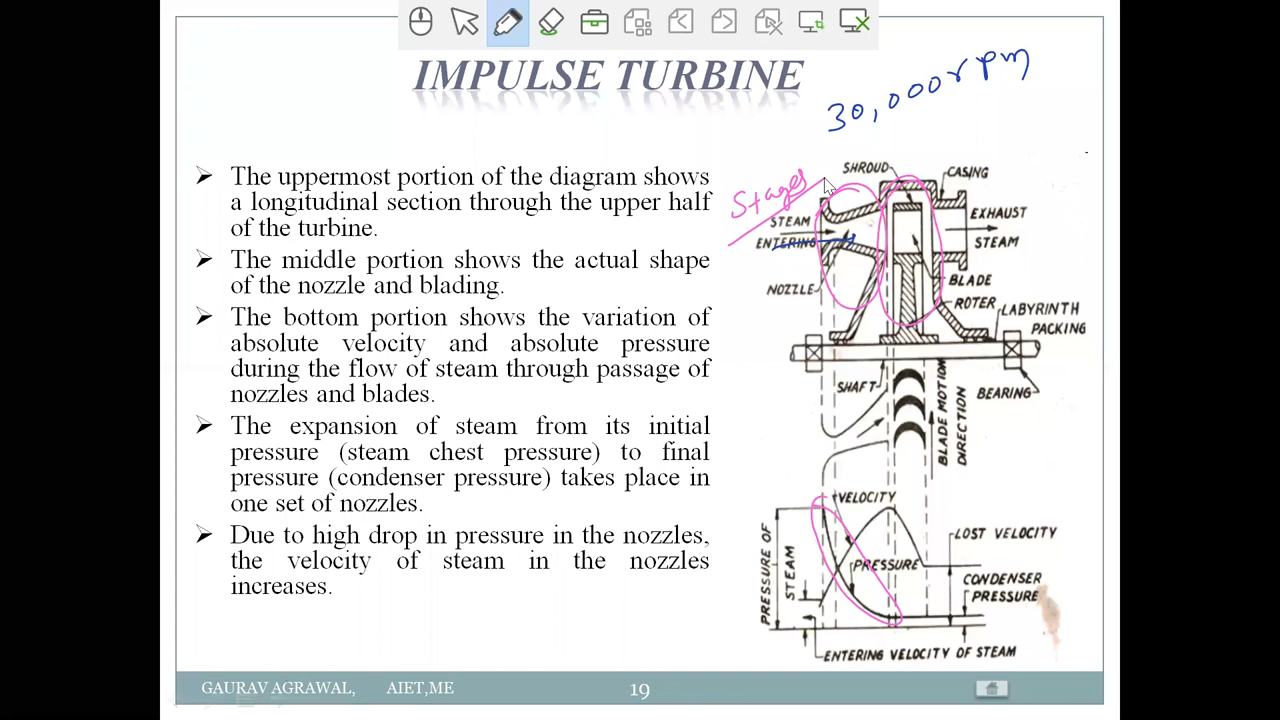 IMPULSE TURBINE
30,000 rpm
➢ The uppermost portion of the diagram shows
a longitudinal section through the upper half
of the turbine.
➢ The middle portion shows the actual shape
of the nozzle and blading.
➢ The bottom portion shows the variation of
absolute velocity and absolute pressure
during the flow of steam through passage of
nozzles and blades.
➢ The expansion of steam from its initial
pressure (steam chest pressure) to final
pressure (condenser pressure) takes place in
one set of nozzles.
➢ Due to high drop in pressure in the nozzles,
the velocity of steam in the nozzles
increases.
Stages
SHROUD
CASING
STEAM
ENTERING
EXHAUST
STEAM
NOZZLE
BLADE
ROTER
LABYRINTH
PACKING
SHAFT
BEARING
BLADE MOTION
DIRECTION
VELOCITY
PRESSURE OF
STEAM
LOST VELOCITY
PRESSURE
CONDENSER
PRESSURE
ENTERING VELOCITY OF STEAM
GAURAV AGRAWAL, AIET,ME
19